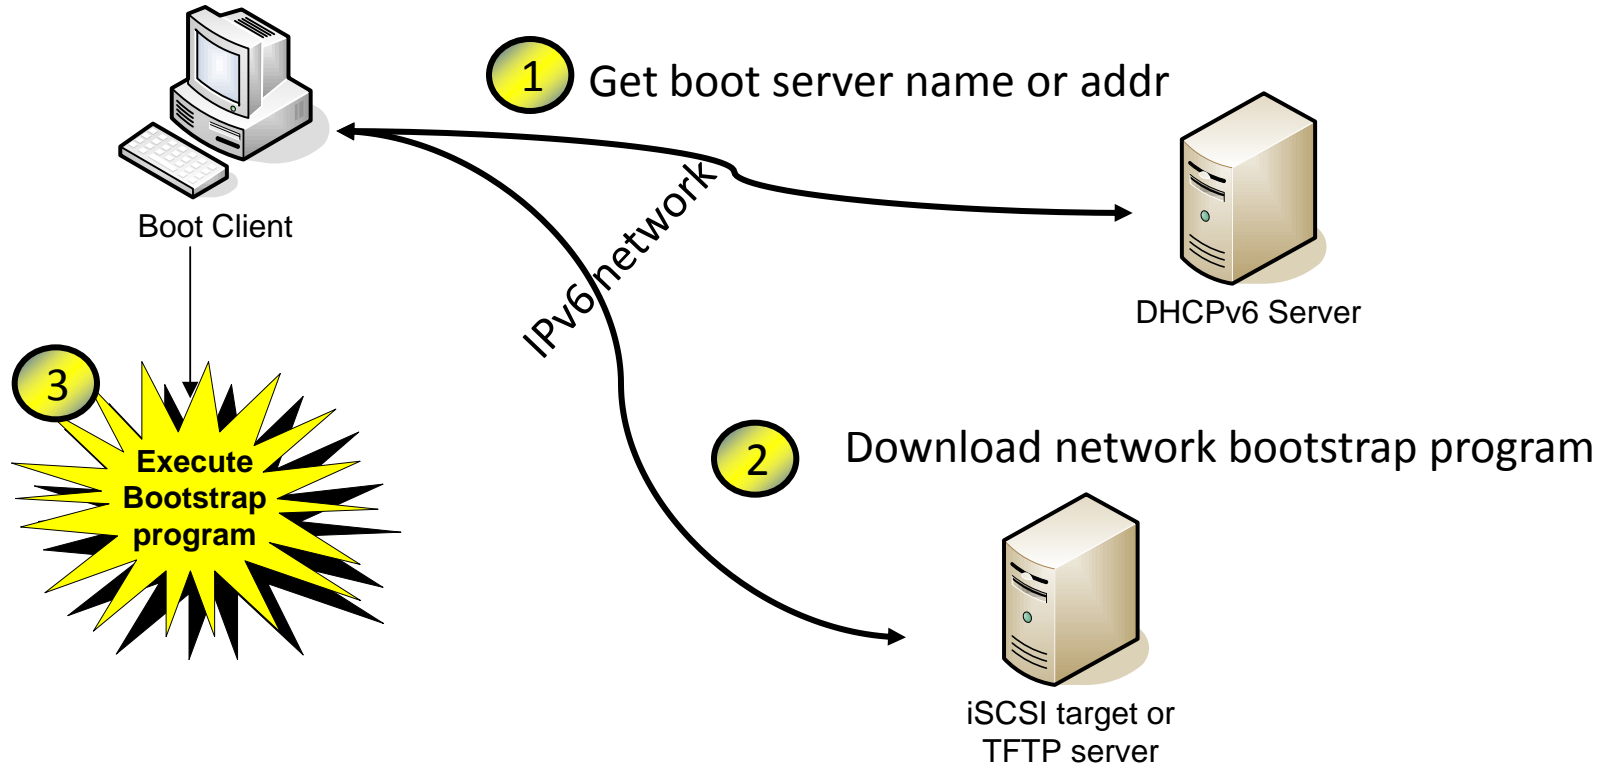 1
Get boot server name or addr
Boot Client
IPv6 network
DHCPv6 Server
3
Execute
Bootstrap
program
2
Download network bootstrap program
iSCSI target or
TFTP server